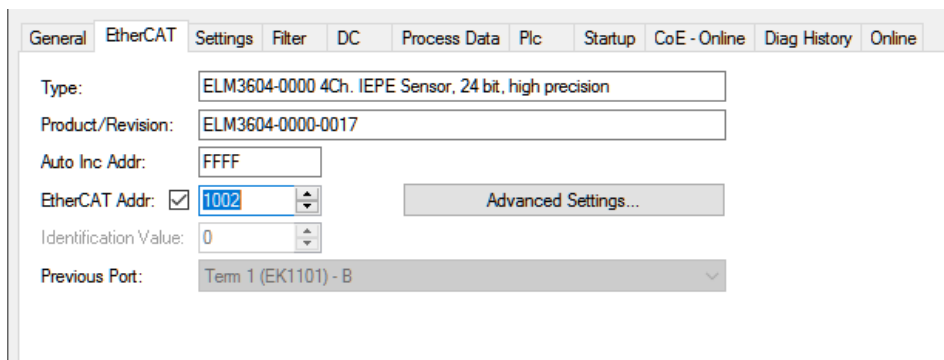 General EtherCAT Settings Filter DC Process Data Plc Startup CoE - Online Diag History Online
Type: ELM3604-0000 4Ch. IEPE Sensor, 24 bit, high precision
Product/Revision: ELM3604-0000-0017
Auto Inc Addr: FFFF
EtherCAT Addr: 1002 Advanced Settings...
Identification Value: 0
Previous Port: Term 1 (EK1101) - B